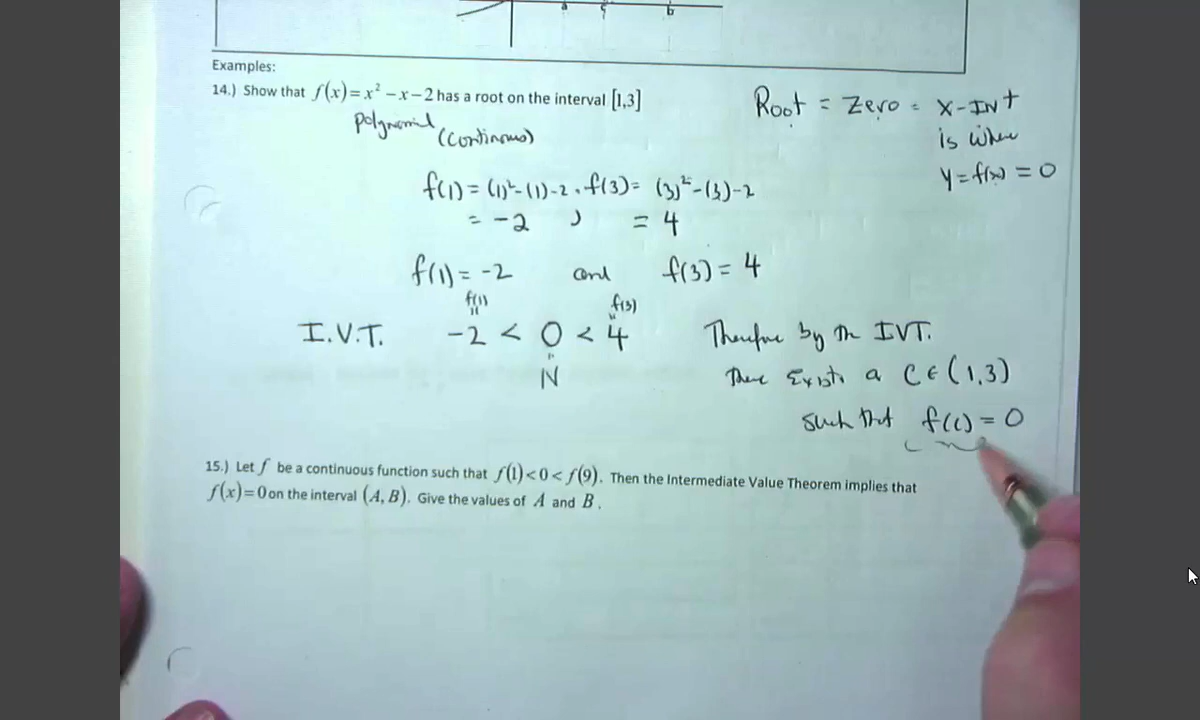 a c b
Examples:
14.) Show that f(x)=x²-x-2 has a root on the interval [1,3]
Polynomial (continous)
Root = Zero = x-INt
is when
y=f(x)=0
f(1)=(1)²-(1)-2 , f(3)= (3)²-(3)-2
= -2 , = 4
f(1)=-2 and f(3)=4
f(1) f(3)
" "
I.V.T. -2 < 0 < 4
"
N
Therefore by the IVT.
There Exists a C∈(1,3)
such that f(c)=0
15.) Let f be a continuous function such that f(1)<0<f(9). Then the Intermediate Value Theorem implies that
f(x)=0 on the interval (A,B). Give the values of A and B.